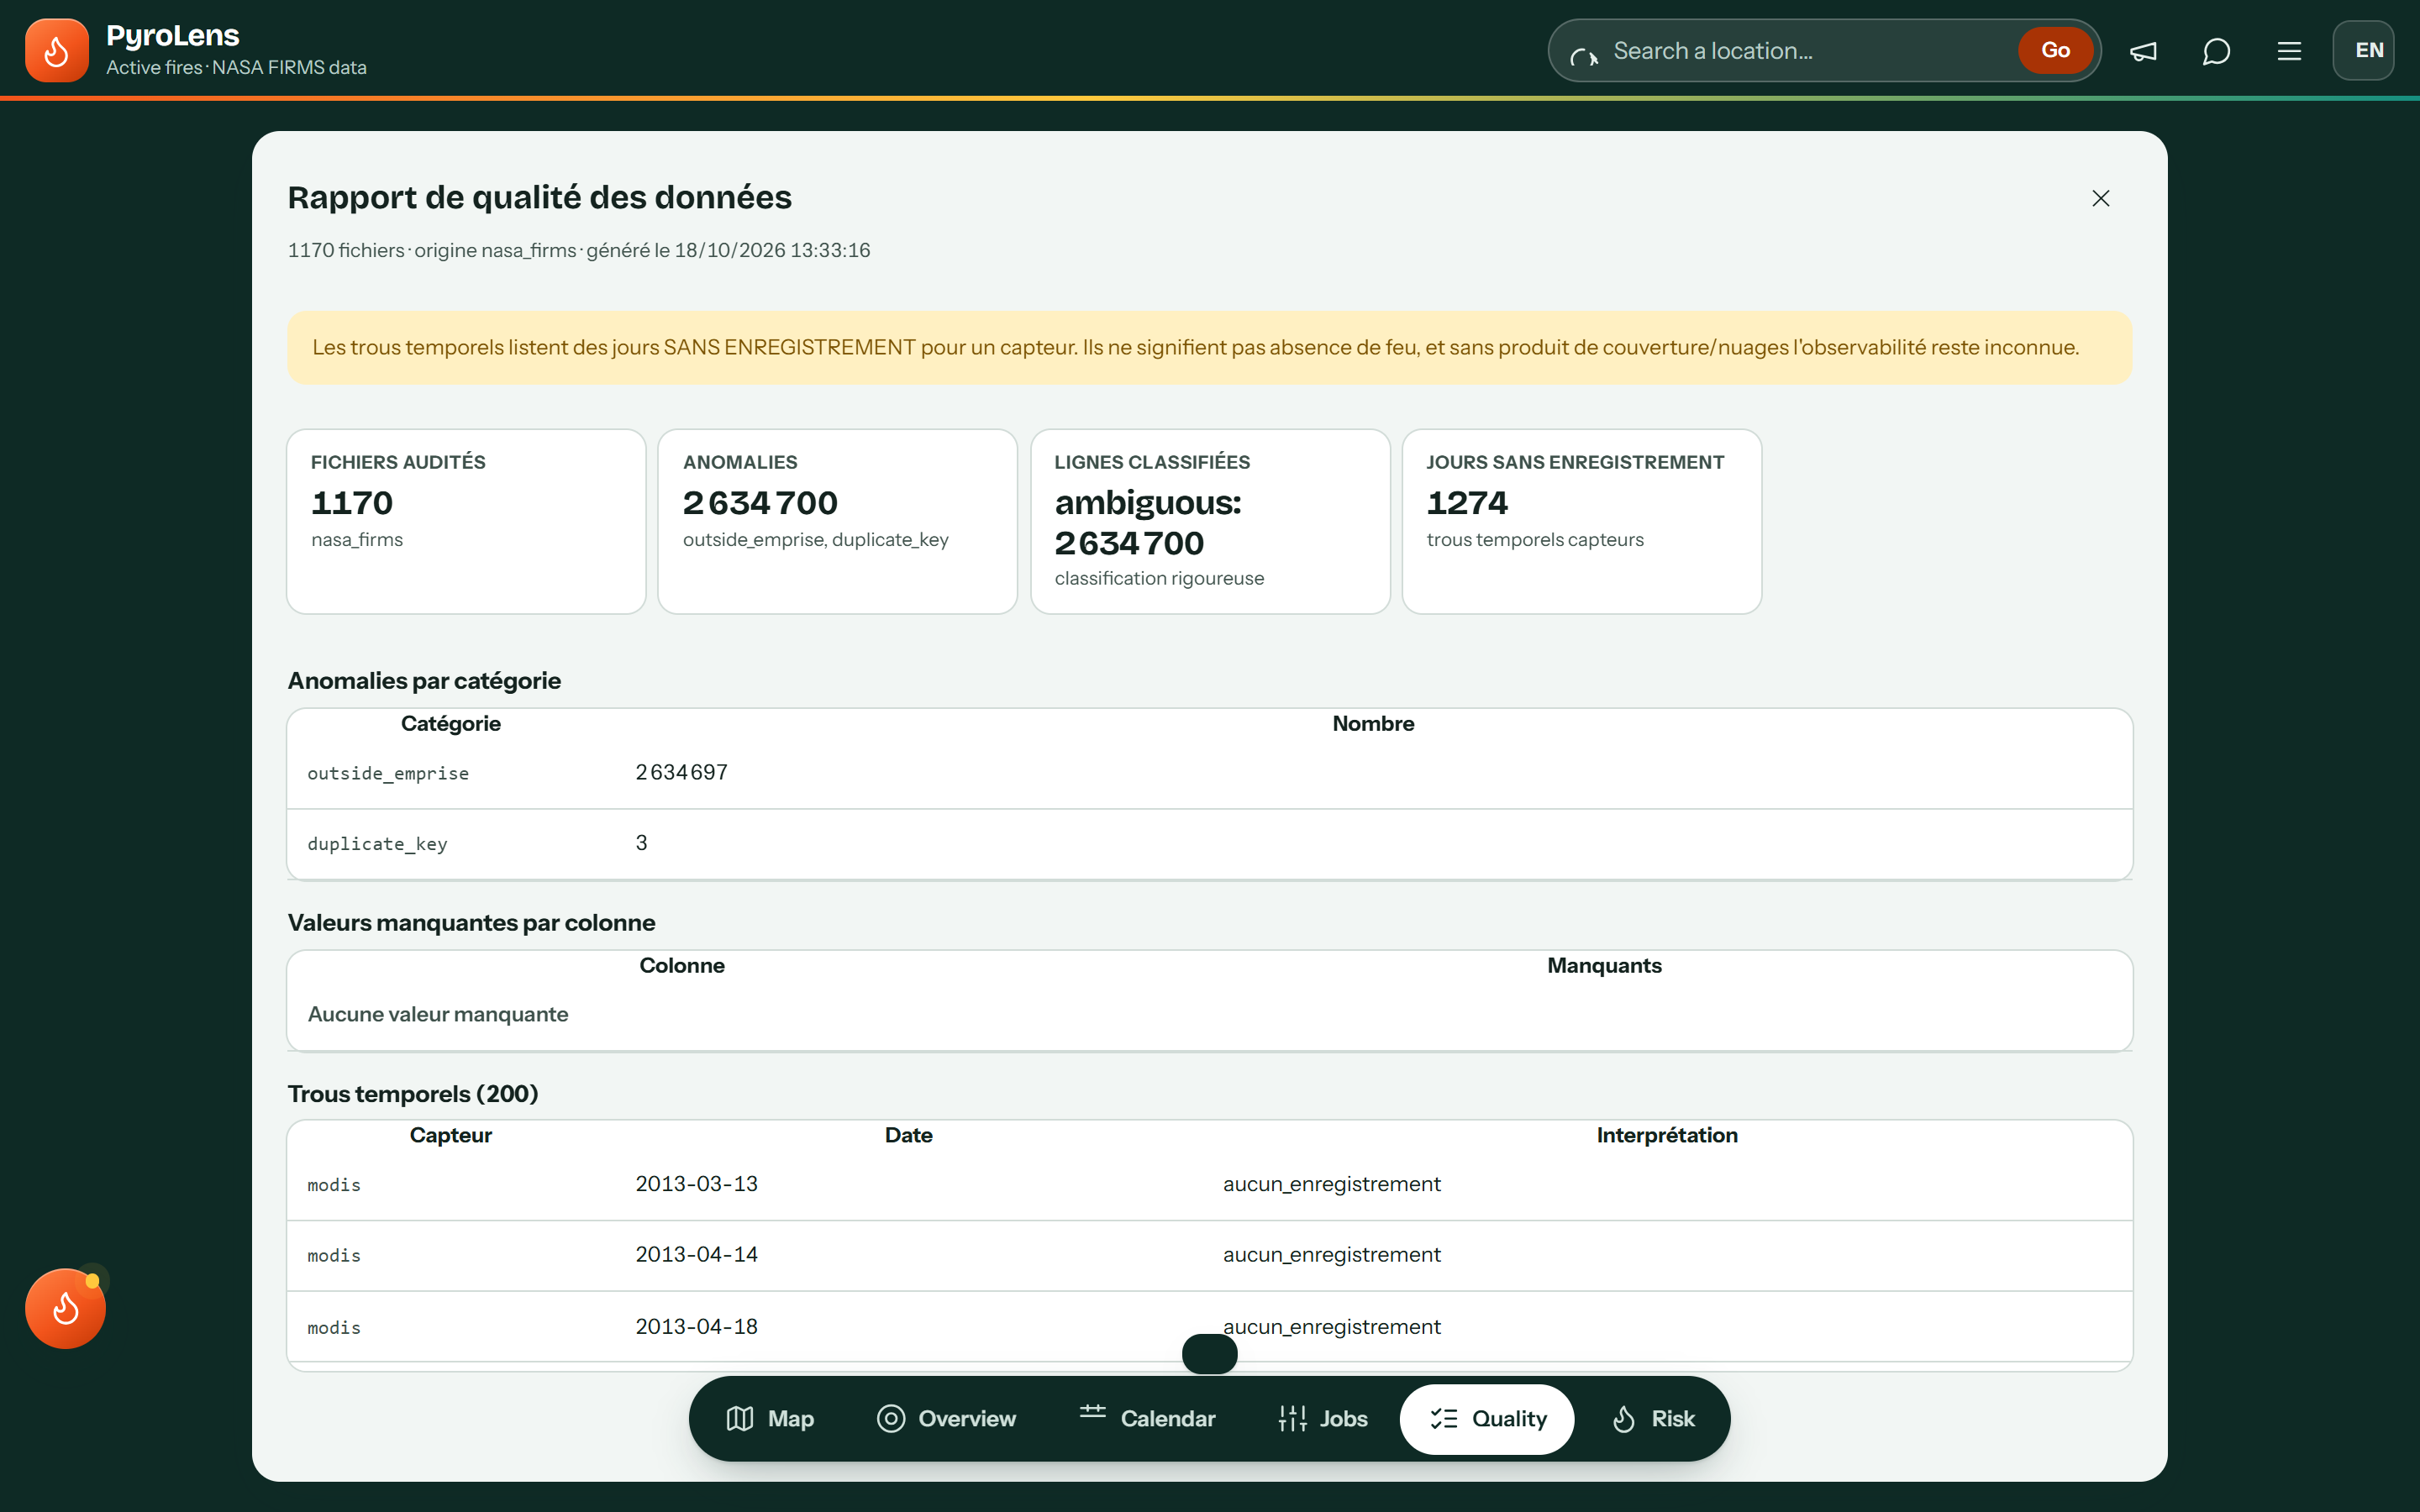 PyroLens
Active fires · NASA FIRMS data
Search a location...
Go
EN
Rapport de qualité des données
1170 fichiers · origine nasa_firms · généré le 18/10/2026 13:33:16
Les trous temporels listent des jours SANS ENREGISTREMENT pour un capteur. Ils ne signifient pas absence de feu, et sans produit de couverture/nuages l'observabilité reste inconnue.
FICHIERS AUDITÉS
1170
nasa_firms
ANOMALIES
2 634 700
outside_emprise, duplicate_key
LIGNES CLASSIFIÉES
ambiguous:
2 634 700
classification rigoureuse
JOURS SANS ENREGISTREMENT
1274
trous temporels capteurs
Anomalies par catégorie
Catégorie Nombre
outside_emprise 2 634 697
duplicate_key 3
Valeurs manquantes par colonne
Colonne Manquants
Aucune valeur manquante
Trous temporels (200)
Capteur Date Interprétation
modis 2013-03-13 aucun_enregistrement
modis 2013-04-14 aucun_enregistrement
modis 2013-04-18 aucun_enregistrement
Map Overview Calendar Jobs Quality Risk